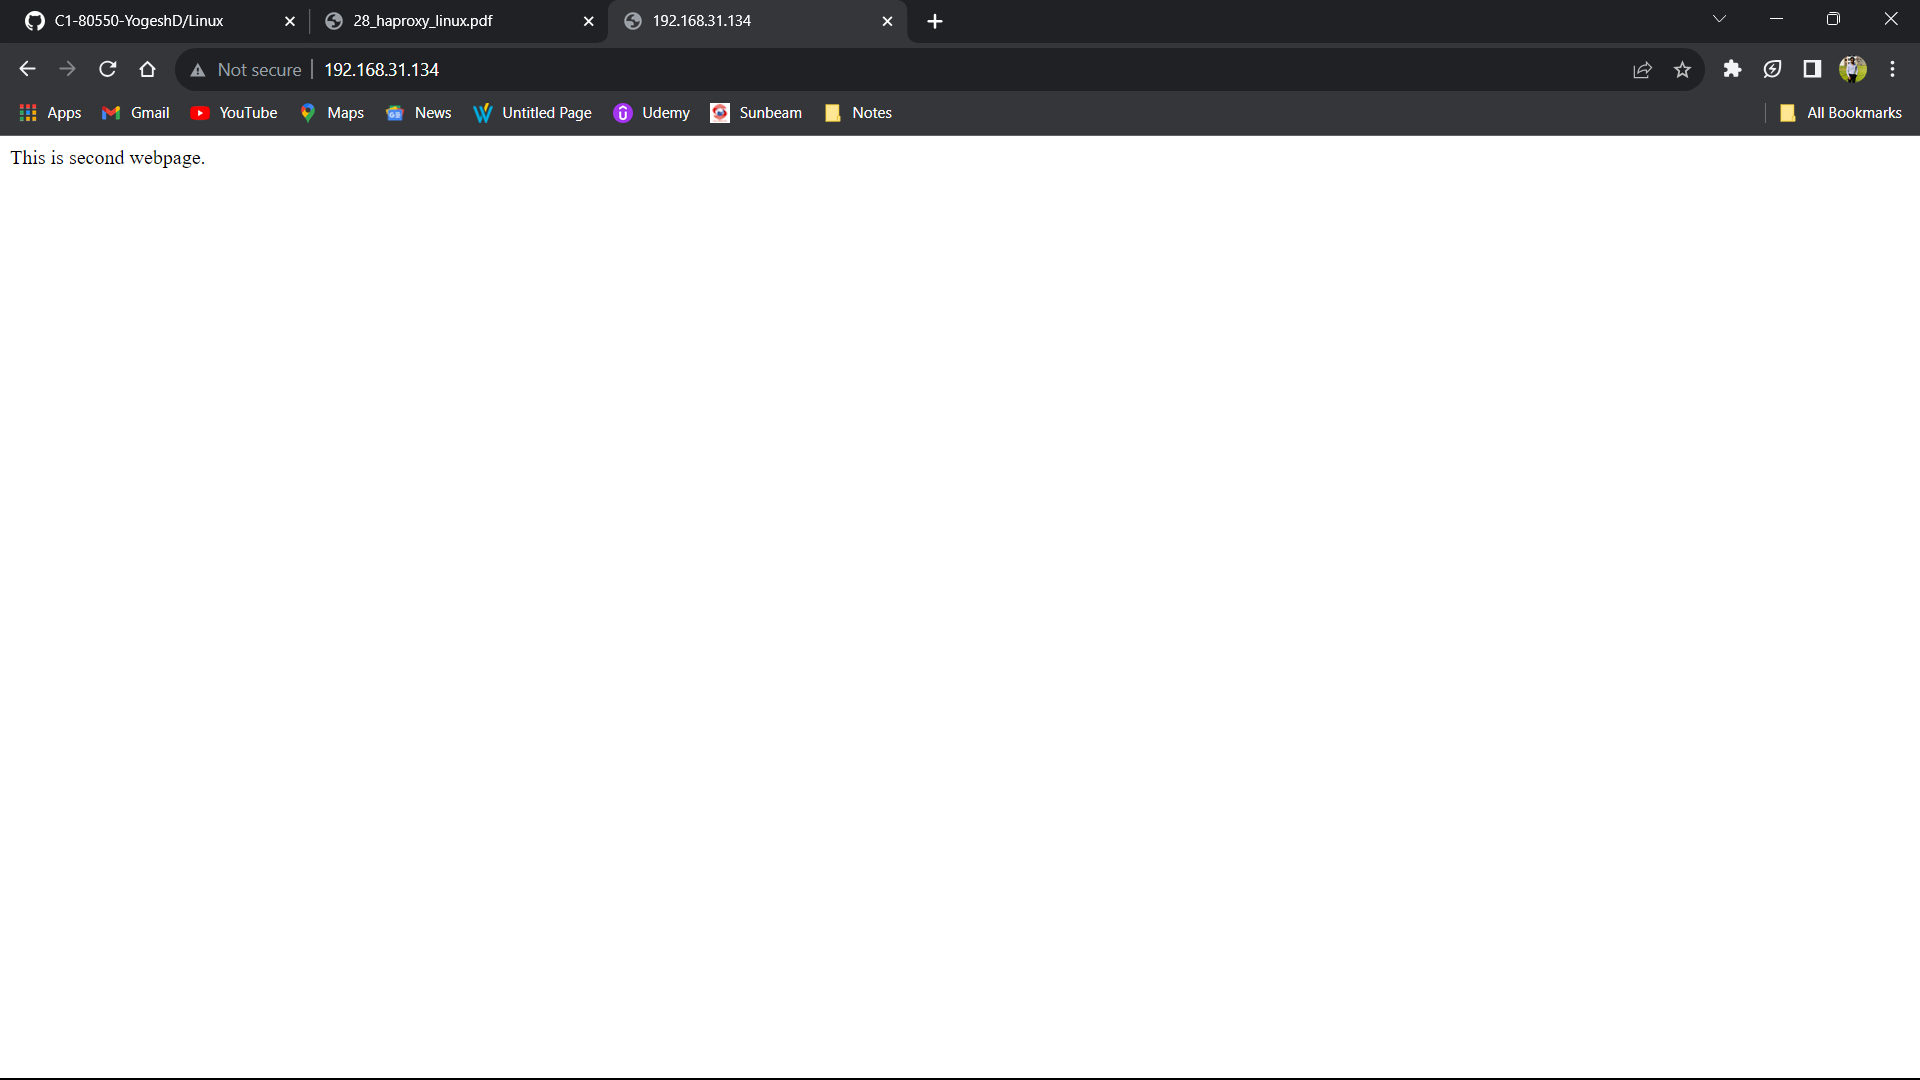 C1-80550-YogeshD/Linux
28_haproxy_linux.pdf
192.168.31.134
Not secure
192.168.31.134
Apps
Gmail
YouTube
Maps
News
Untitled Page
Udemy
Sunbeam
Notes
All Bookmarks
This is second webpage.